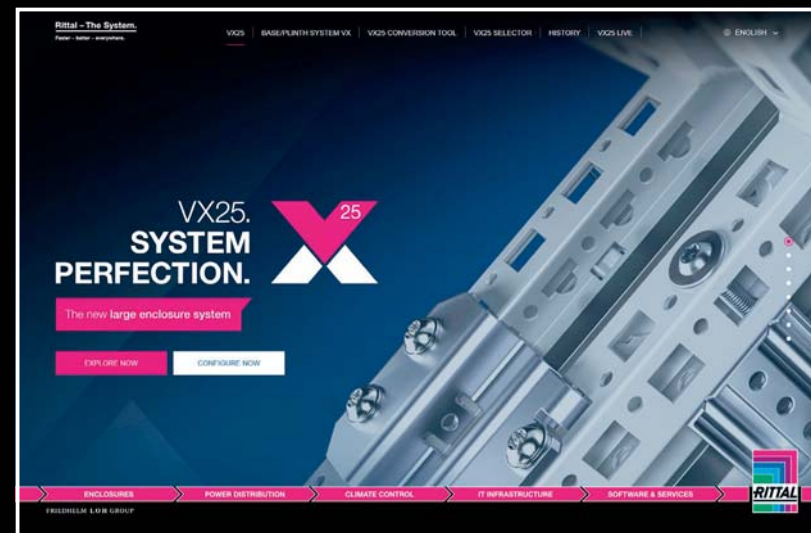 Rittal – The System.
Faster – better – everywhere.
VX25
BASE/PLINTH SYSTEM VX
VX25 CONVERSION TOOL
VX25 SELECTOR
HISTORY
VX25 LIVE
ENGLISH
VX25.
SYSTEM
PERFECTION.
25
The new large enclosure system
EXPLORE NOW
CONFIGURE NOW
ENCLOSURES
POWER DISTRIBUTION
CLIMATE CONTROL
IT INFRASTRUCTURE
SOFTWARE & SERVICES
RITTAL
FRIEDHELM LOH GROUP